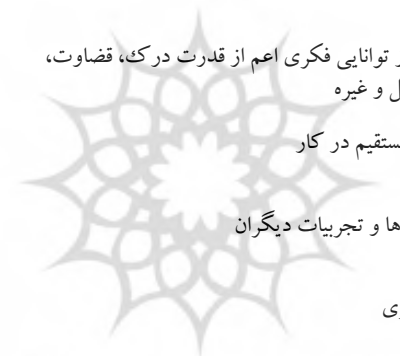 ر توانایی فکری اعم از قدرت درک، قضاوت،
ل و غیره
ستقیم در کار
ها و تجربیات دیگران
ی